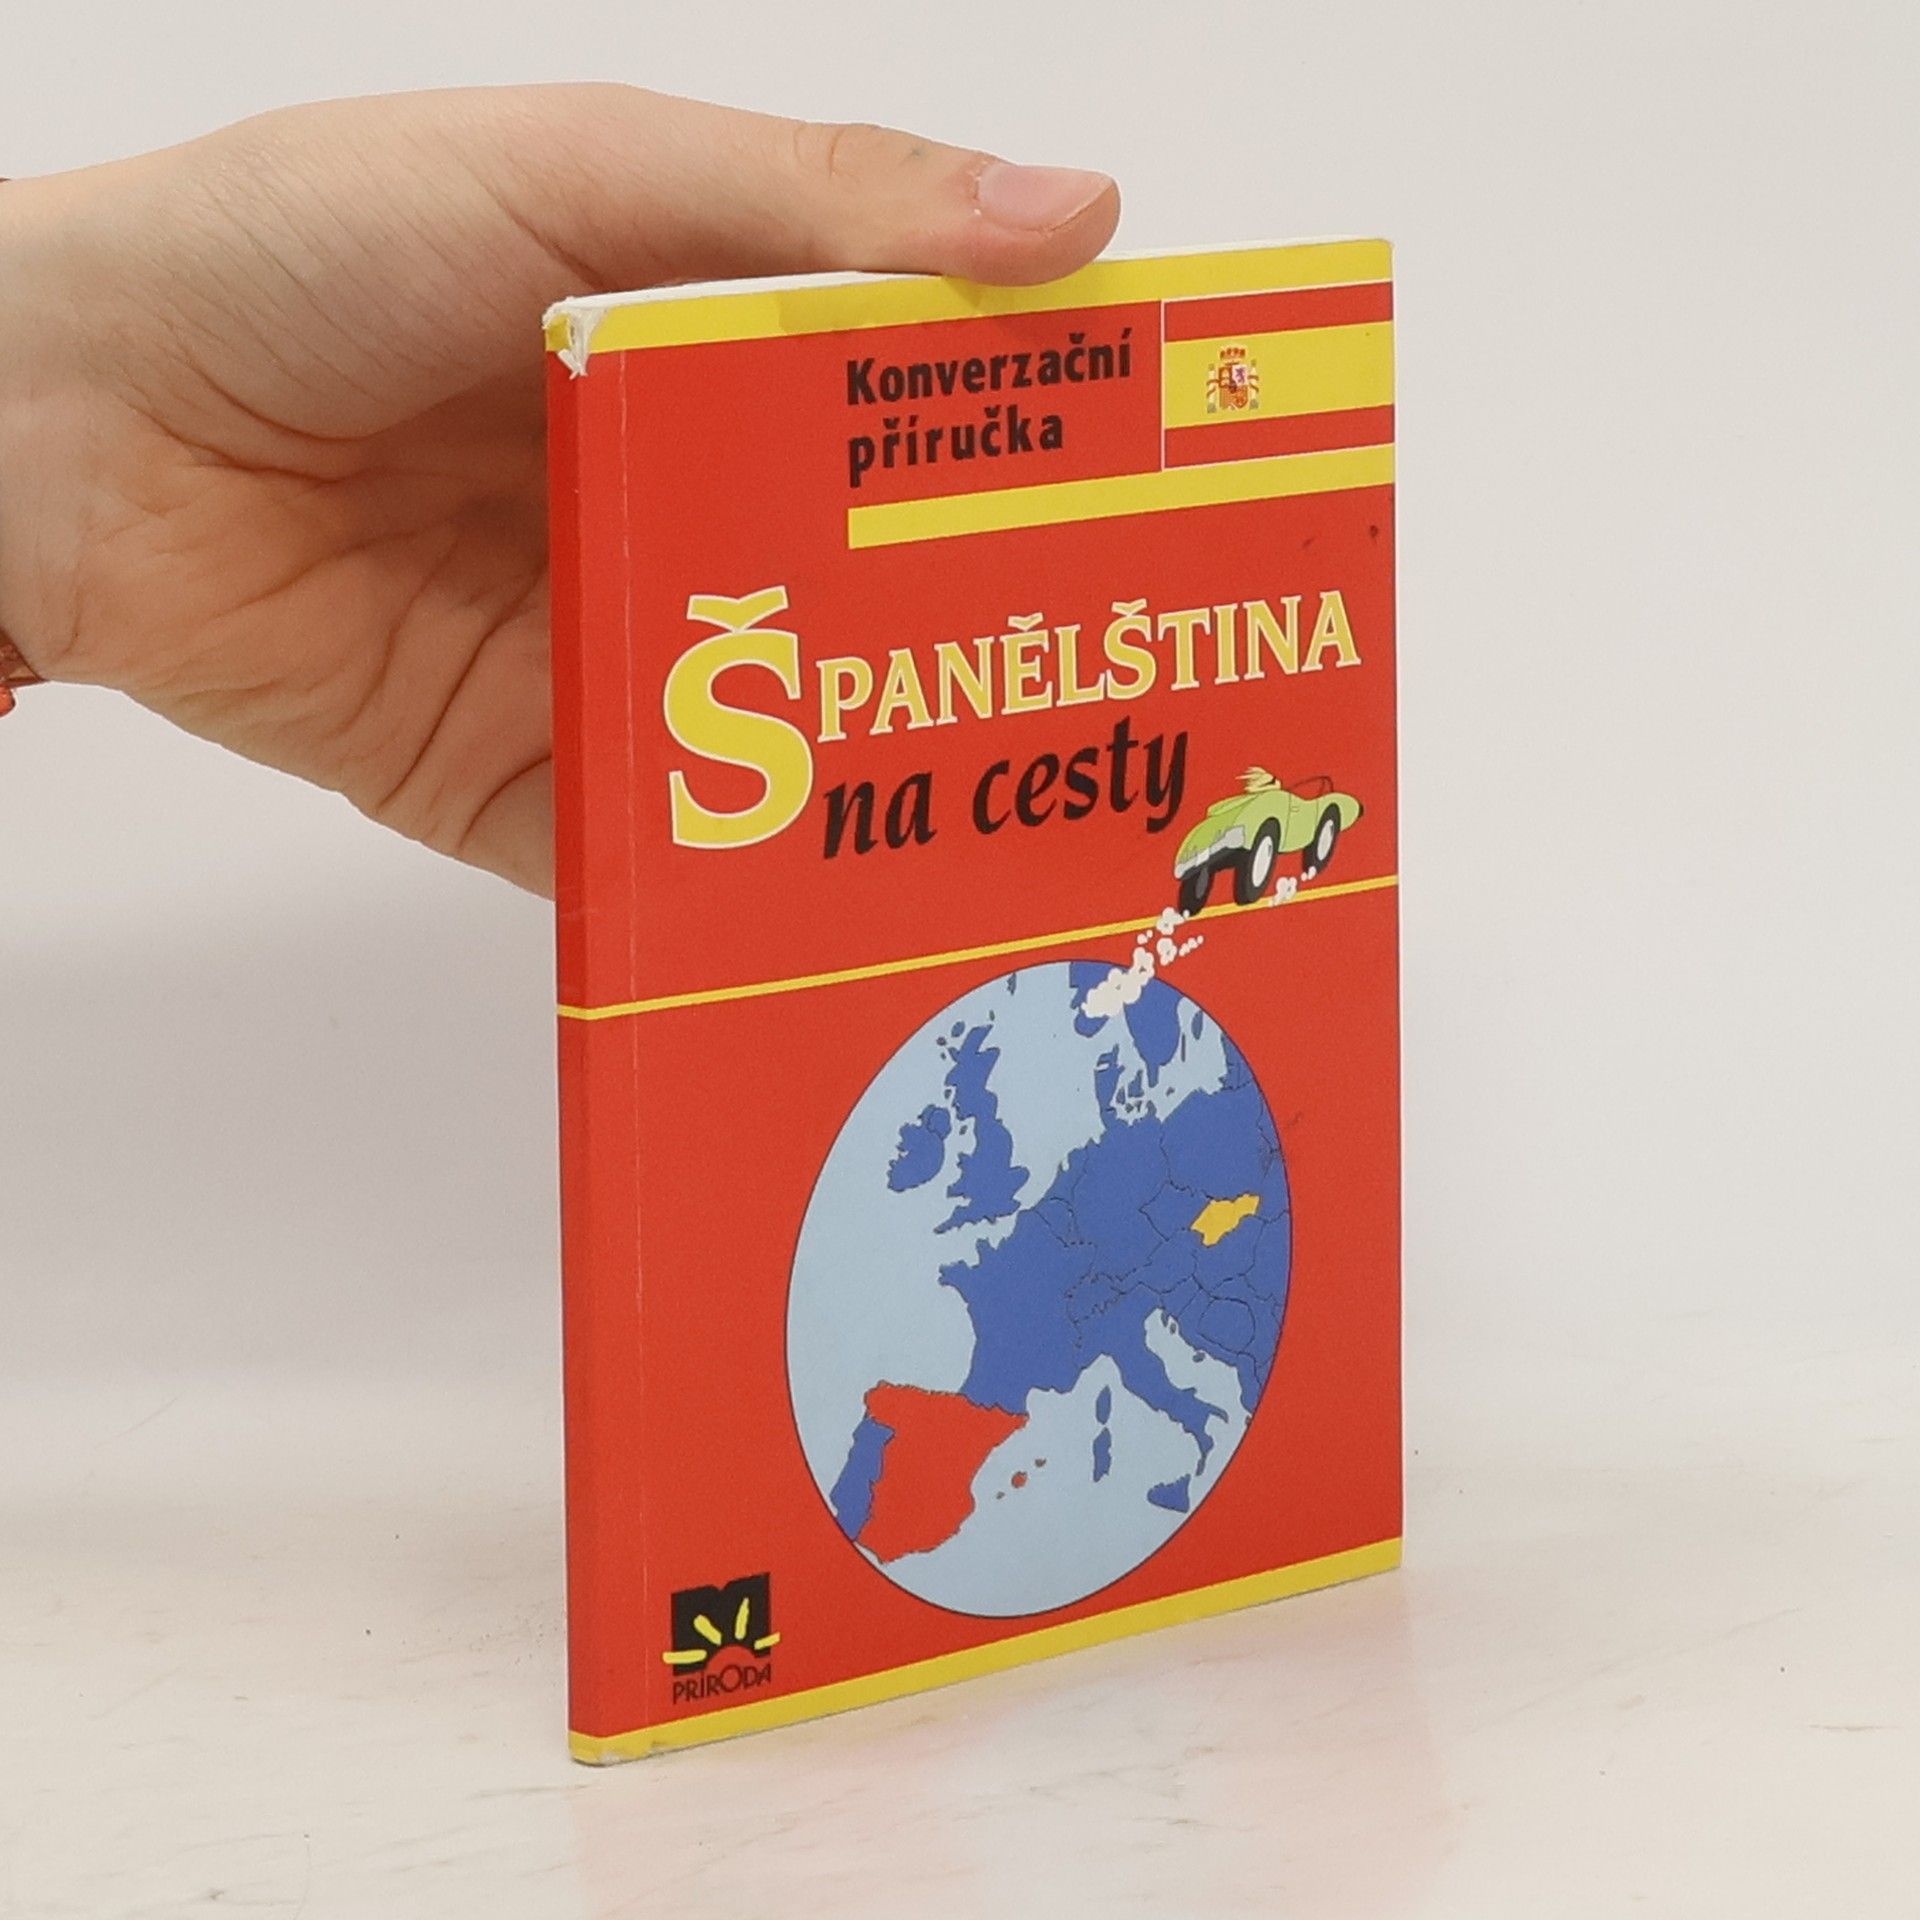 Konverzační
příručka
ŠPANĚLŠTINA
na cesty
PRÍRODA